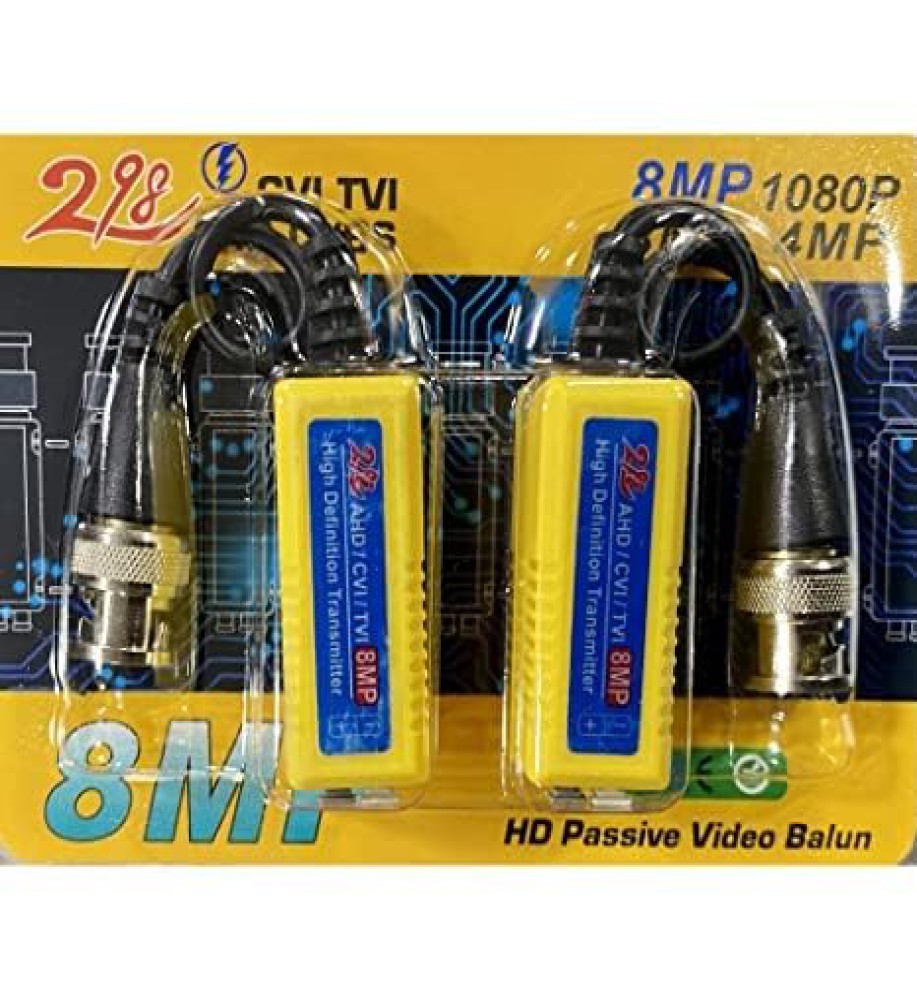 298
CVI TVI
8MP 1080P
4MP
298 AHD / CVI / TVI 8MP
High Definition Transmitter
+ -
298 AHD / CVI / TVI 8MP
High Definition Transmitter
+ -
8MP
HD Passive Video Balun